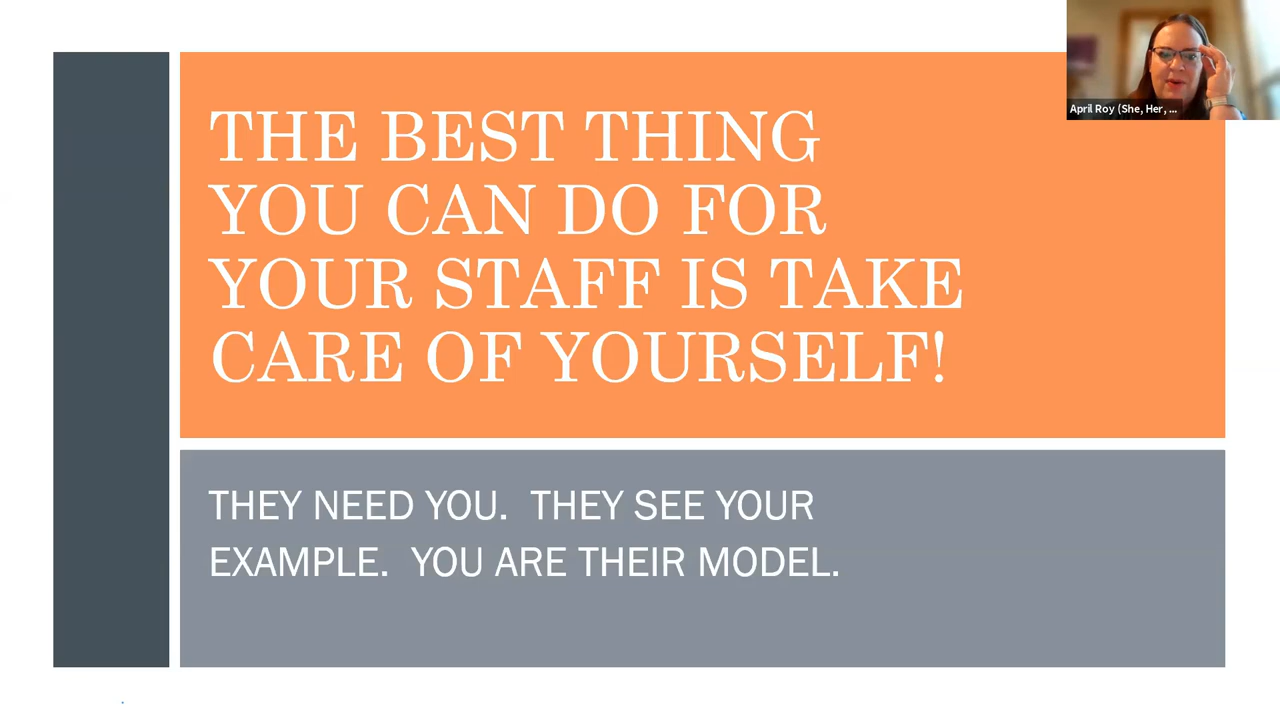 THE BEST THING
YOU CAN DO FOR
YOUR STAFF IS TAKE
CARE OF YOURSELF!
THEY NEED YOU.  THEY SEE YOUR
EXAMPLE.  YOU ARE THEIR MODEL.
April Roy (She, Her, ...